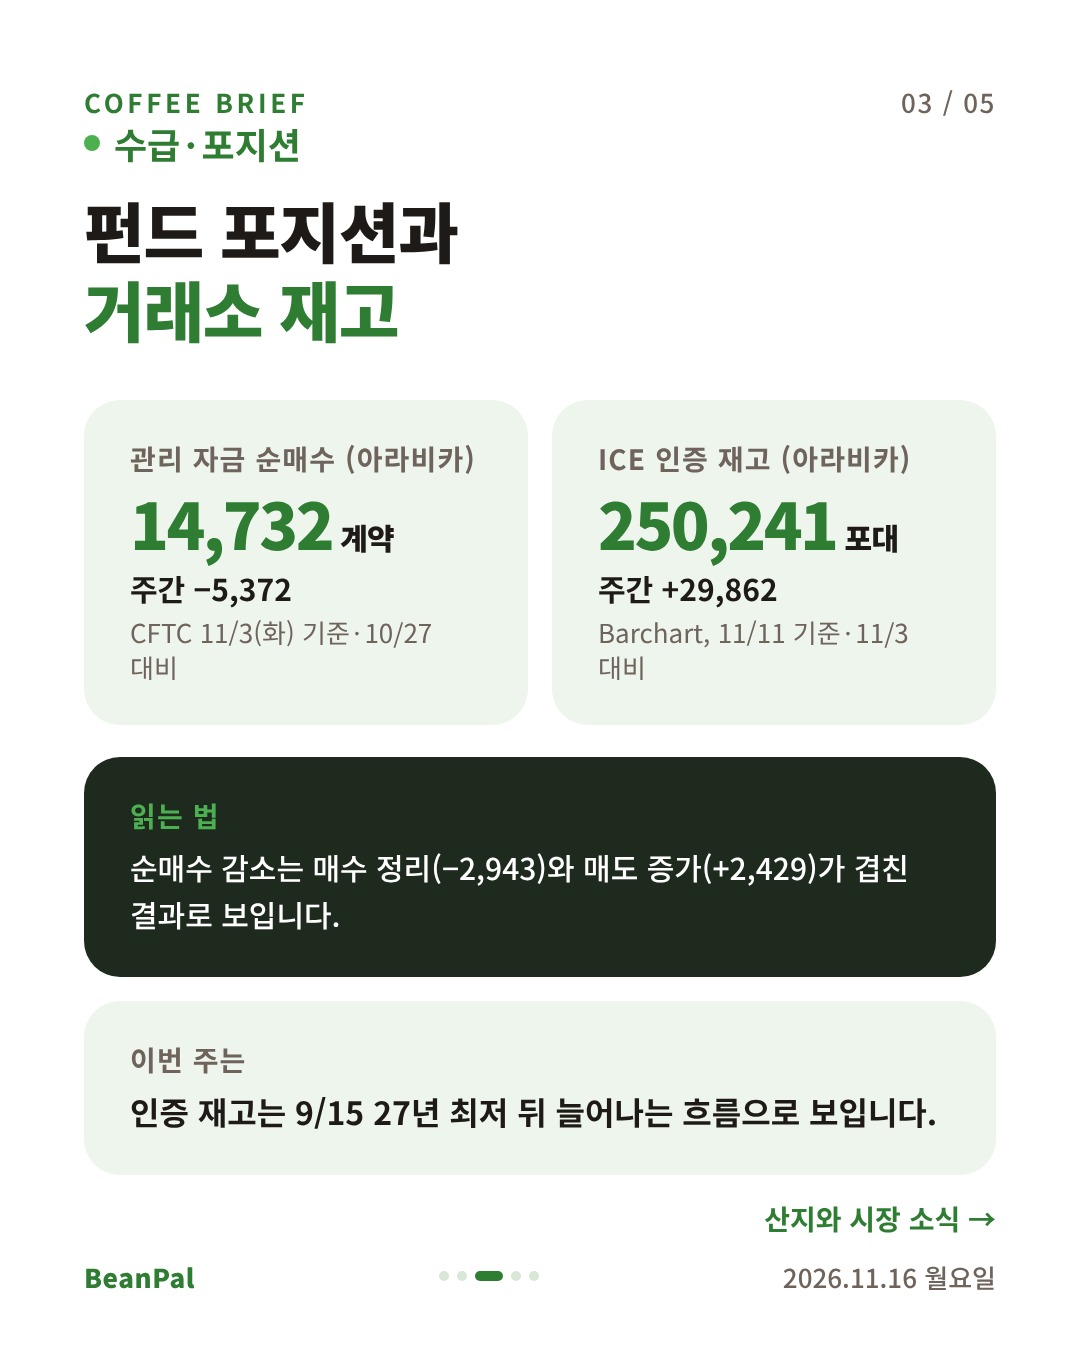 COFFEE BRIEF
03 / 05
수급·포지션
펀드 포지션과
거래소 재고
관리 자금 순매수 (아라비카)
14,732 계약
주간 −5,372
CFTC 11/3(화) 기준·10/27
대비
ICE 인증 재고 (아라비카)
250,241 포대
주간 +29,862
Barchart, 11/11 기준·11/3
대비
읽는 법
순매수 감소는 매수 정리(−2,943)와 매도 증가(+2,429)가 겹친
결과로 보입니다.
이번 주는
인증 재고는 9/15 27년 최저 뒤 늘어나는 흐름으로 보입니다.
산지와 시장 소식 →
BeanPal
2026.11.16 월요일